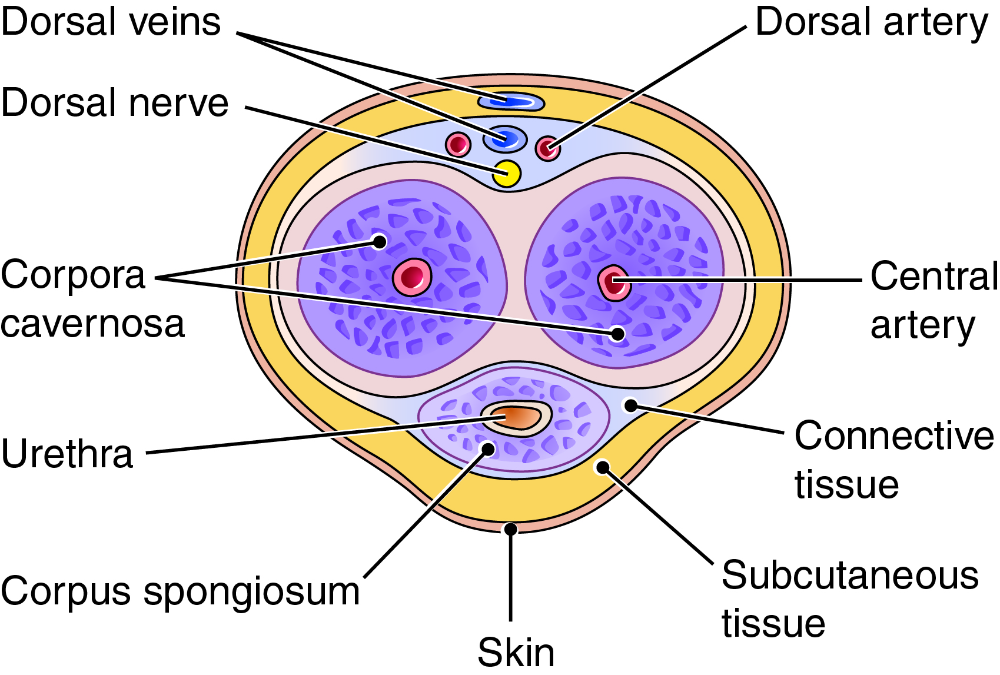 Dorsal veins
Dorsal artery
Dorsal nerve
Corpora
cavernosa
Central
artery
Urethra
Connective
tissue
Corpus spongiosum
Subcutaneous
tissue
Skin